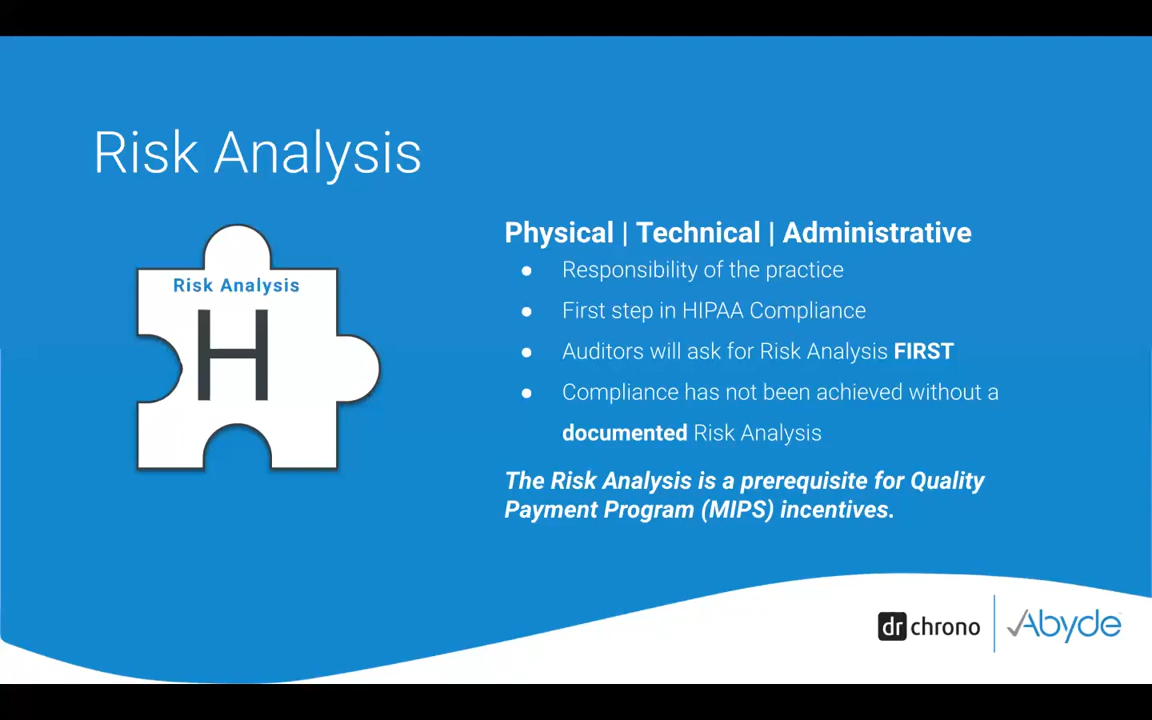 Risk Analysis
Risk Analysis
H
Physical | Technical | Administrative
● Responsibility of the practice
● First step in HIPAA Compliance
● Auditors will ask for Risk Analysis FIRST
● Compliance has not been achieved without a
documented Risk Analysis
The Risk Analysis is a prerequisite for Quality
Payment Program (MIPS) incentives.
dr chrono
Abyde